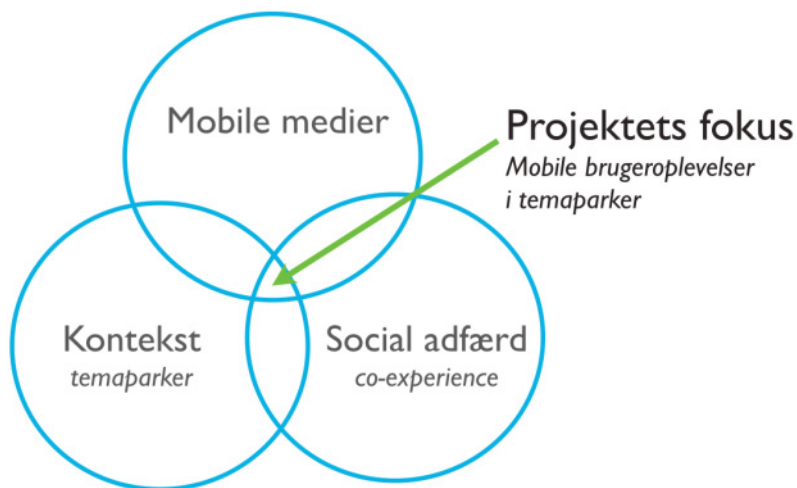 Mobile medier
Projektets fokus
Mobile brugeroplevelser
i temaparker
Kontekst
temaparker
Social adfærd
co-experience